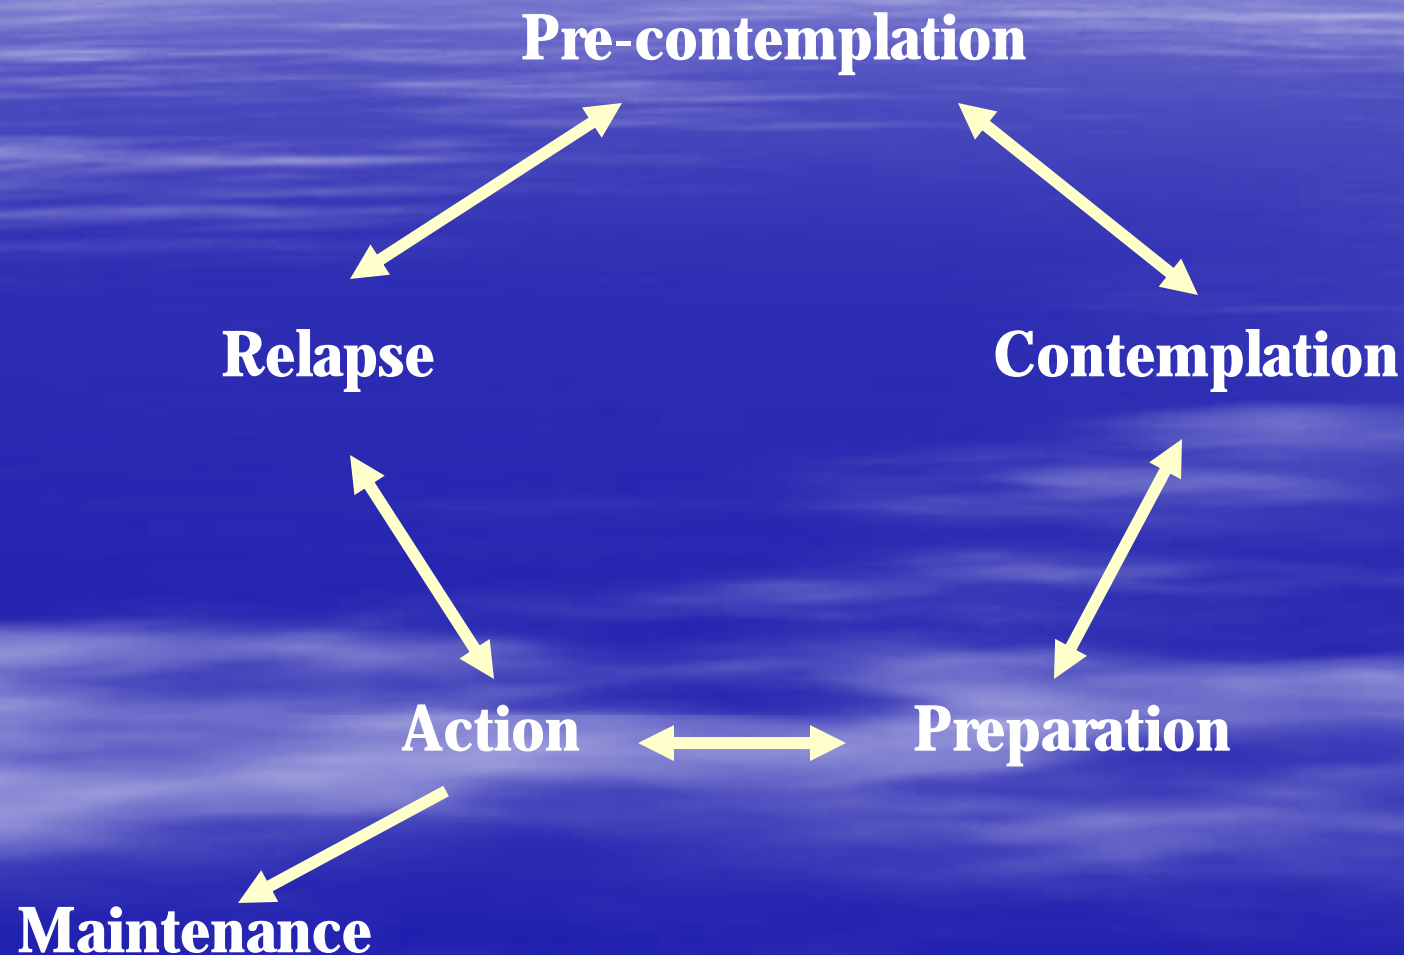 Pre-contemplation
Relapse
Contemplation
Action
Preparation
Maintenance